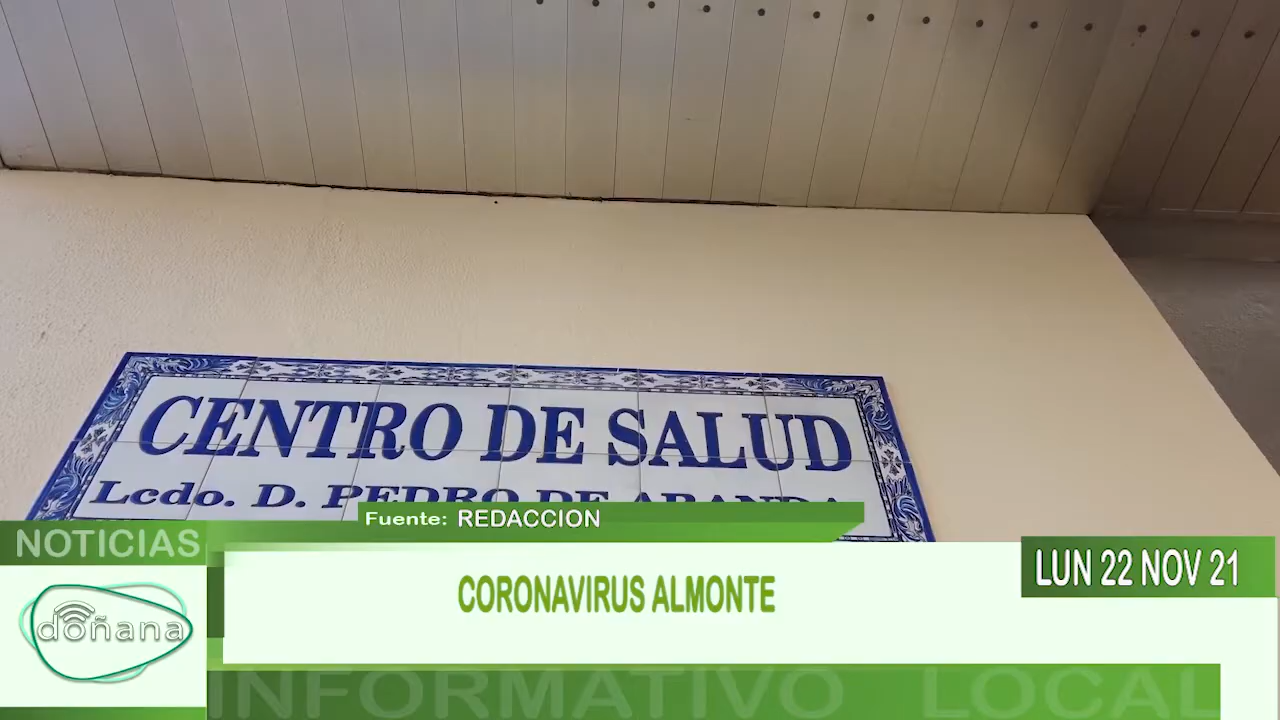 CENTRO DE SALUD
Lcdo. D. PEDRO DE ARANDA
Fuente: REDACCION
NOTICIAS
LUN 22 NOV 21
CORONAVIRUS ALMONTE
doñana
INFORMATIVO LOCAL